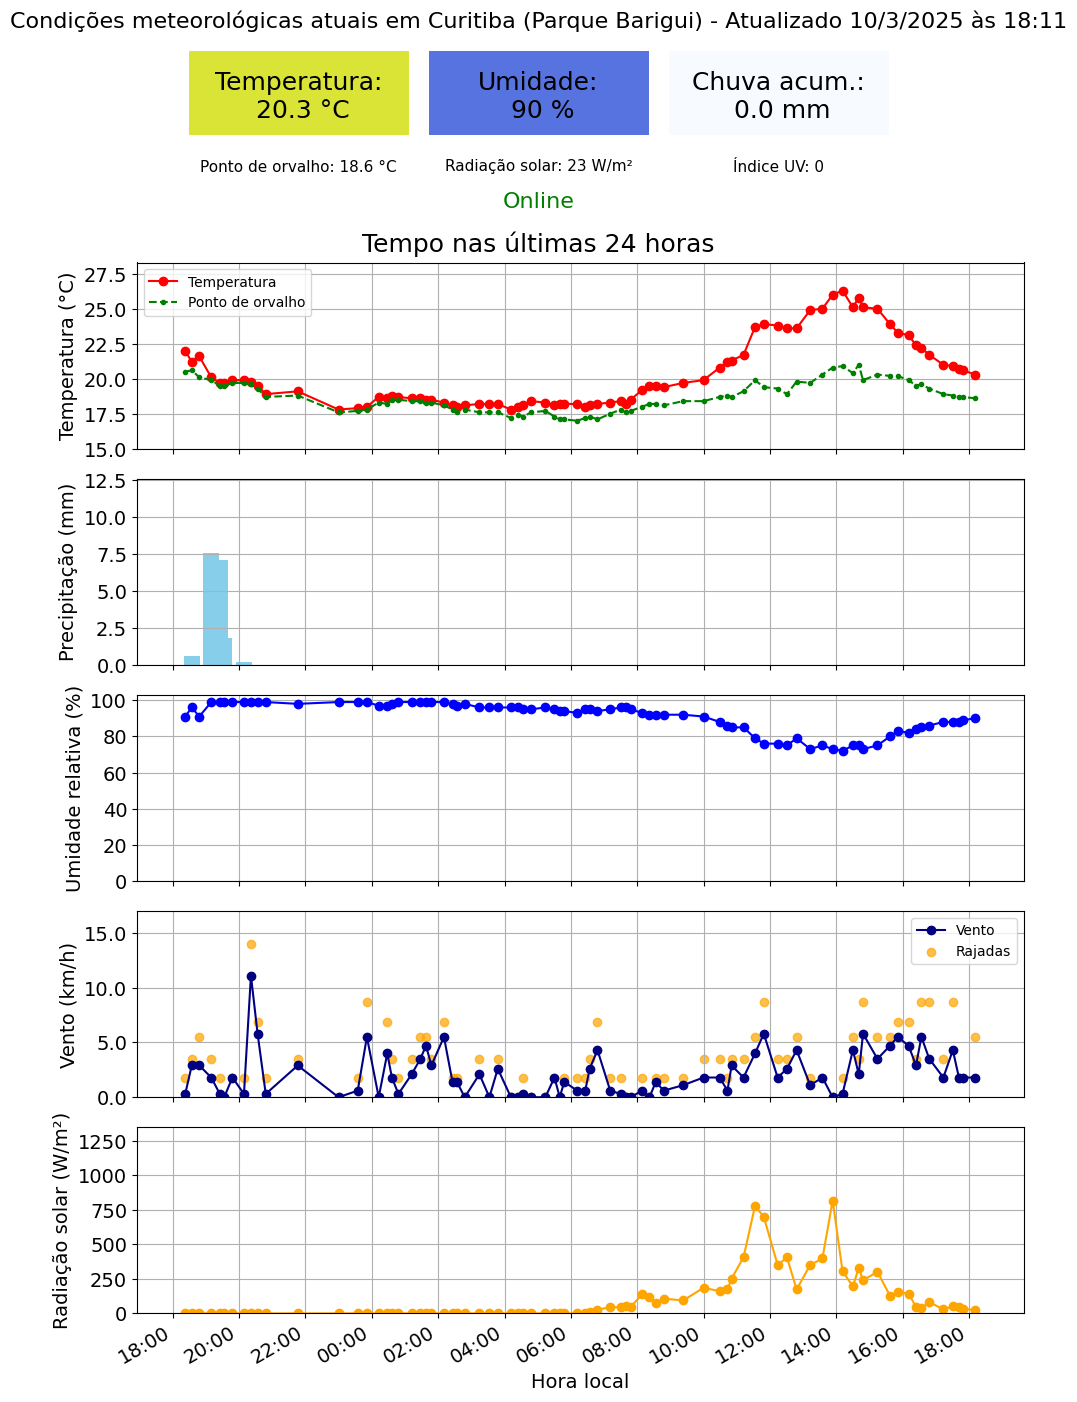 Condições meteorológicas atuais em Curitiba (Parque Barigui) - Atualizado 10/3/2025 às 18:11
Temperatura:
20.3 °C
Umidade:
90 %
Chuva acum.:
0.0 mm
Ponto de orvalho: 18.6 °C
Radiação solar: 23 W/m²
Índice UV: 0
Online
Tempo nas últimas 24 horas
Temperatura (°C)
27.5
25.0
22.5
20.0
17.5
15.0
Temperatura
Ponto de orvalho
Precipitação (mm)
12.5
10.0
7.5
5.0
2.5
0.0
Umidade relativa (%)
100
80
60
40
20
0
Vento (km/h)
15.0
10.0
5.0
0.0
Vento
Rajadas
Radiação solar (W/m²)
1250
1000
750
500
250
0
18:00
20:00
22:00
00:00
02:00
04:00
06:00
08:00
10:00
12:00
14:00
16:00
18:00
Hora local